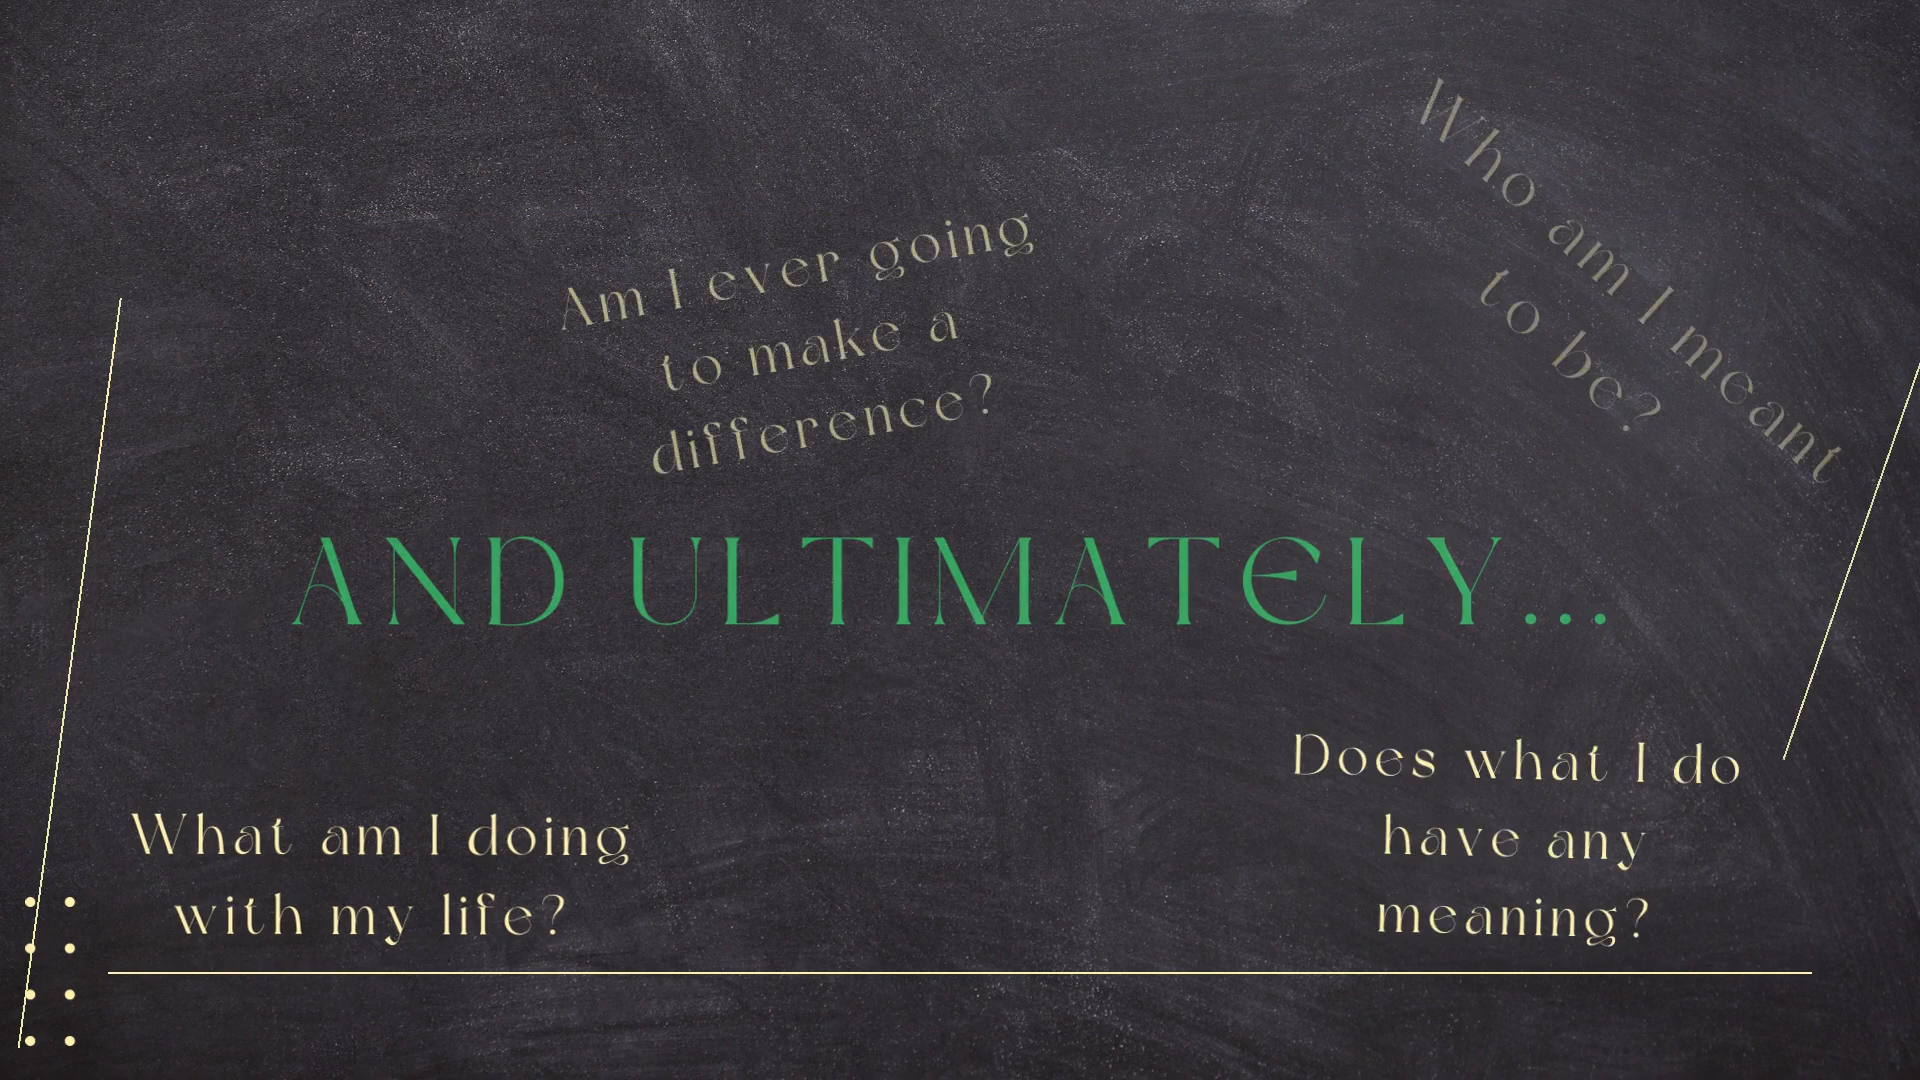 Who am I meant
to be?
Am I ever going
to make a
difference?
AND ULTIMATELY...
Does what I do
have any
meaning?
What am I doing
with my life?